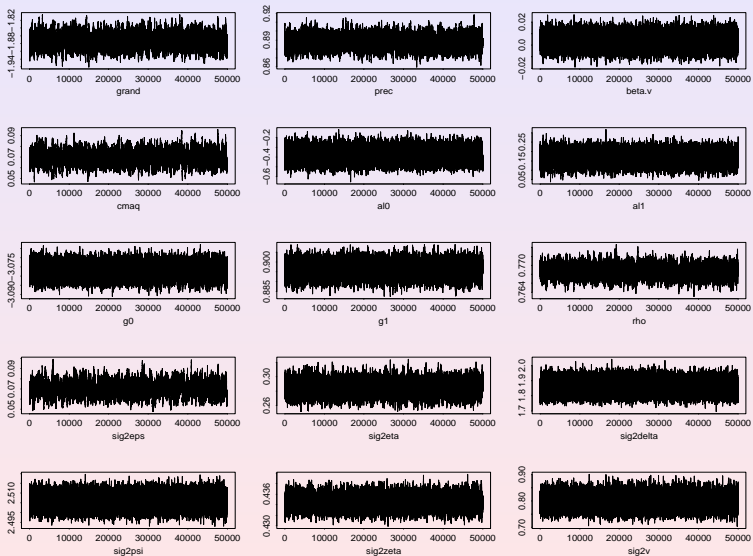 −1.94 −1.88 −1.82
0 10000 20000 30000 40000 50000
grand
0.86 0.89 0.92
0 10000 20000 30000 40000 50000
prec
−0.02 0.0 0.02
0 10000 20000 30000 40000 50000
beta.v
0.05 0.07 0.09
0 10000 20000 30000 40000 50000
cmaq
−0.6 −0.4 −0.2
0 10000 20000 30000 40000 50000
al0
0.05 0.15 0.25
0 10000 20000 30000 40000 50000
al1
−3.090 −3.075
0 10000 20000 30000 40000 50000
g0
0.885 0.900
0 10000 20000 30000 40000 50000
g1
0.764 0.770
0 10000 20000 30000 40000 50000
rho
0.05 0.07 0.09
0 10000 20000 30000 40000 50000
sig2eps
0.26 0.30
0 10000 20000 30000 40000 50000
sig2eta
1.7 1.8 1.9 2.0
0 10000 20000 30000 40000 50000
sig2delta
2.495 2.510
0 10000 20000 30000 40000 50000
sig2psi
0.430 0.436
0 10000 20000 30000 40000 50000
sig2zeta
0.70 0.80 0.90
0 10000 20000 30000 40000 50000
sig2v